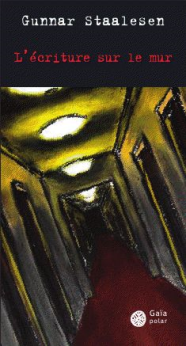 Gunnar Staalesen
L'écriture sur le mur
Gaïa
polar